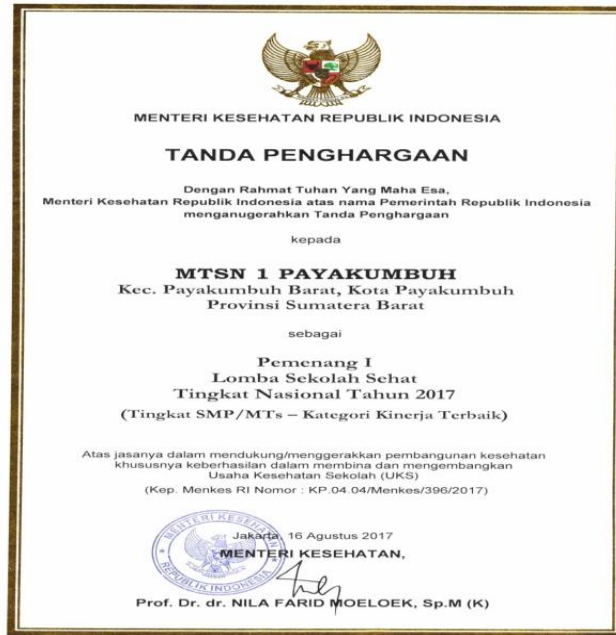 MENTERI KESEHATAN REPUBLIK INDONESIA
TANDA PENGHARGAAN
Dengan Rahmat Tuhan Yang Maha Esa,
Menteri Kesehatan Republik Indonesia atas nama Pemerintah Republik Indonesia
menganugerahkan Tanda Penghargaan
kepada
MTSN 1 PAYAKUMBUH
Kec. Payakumbuh Barat, Kota Payakumbuh
Provinsi Sumatera Barat
sebagai
Pemenang I
Lomba Sekolah Sehat
Tingkat Nasional Tahun 2017
(Tingkat SMP/MTs – Kategori Kinerja Terbaik)
Atas jasanya dalam mendukung/menggerakkan pembangunan kesehatan
khususnya keberhasilan dalam membina dan mengembangkan
Usaha Kesehatan Sekolah (UKS)
(Kep. Menkes RI Nomor : KP.04.04/Menkes/396/2017)
Jakarta, 16 Agustus 2017
MENTERI KESEHATAN,
MENTERI KESEHATAN
REPUBLIK INDONESIA
Prof. Dr. dr. NILA FARID MOELOEK, Sp.M (K)